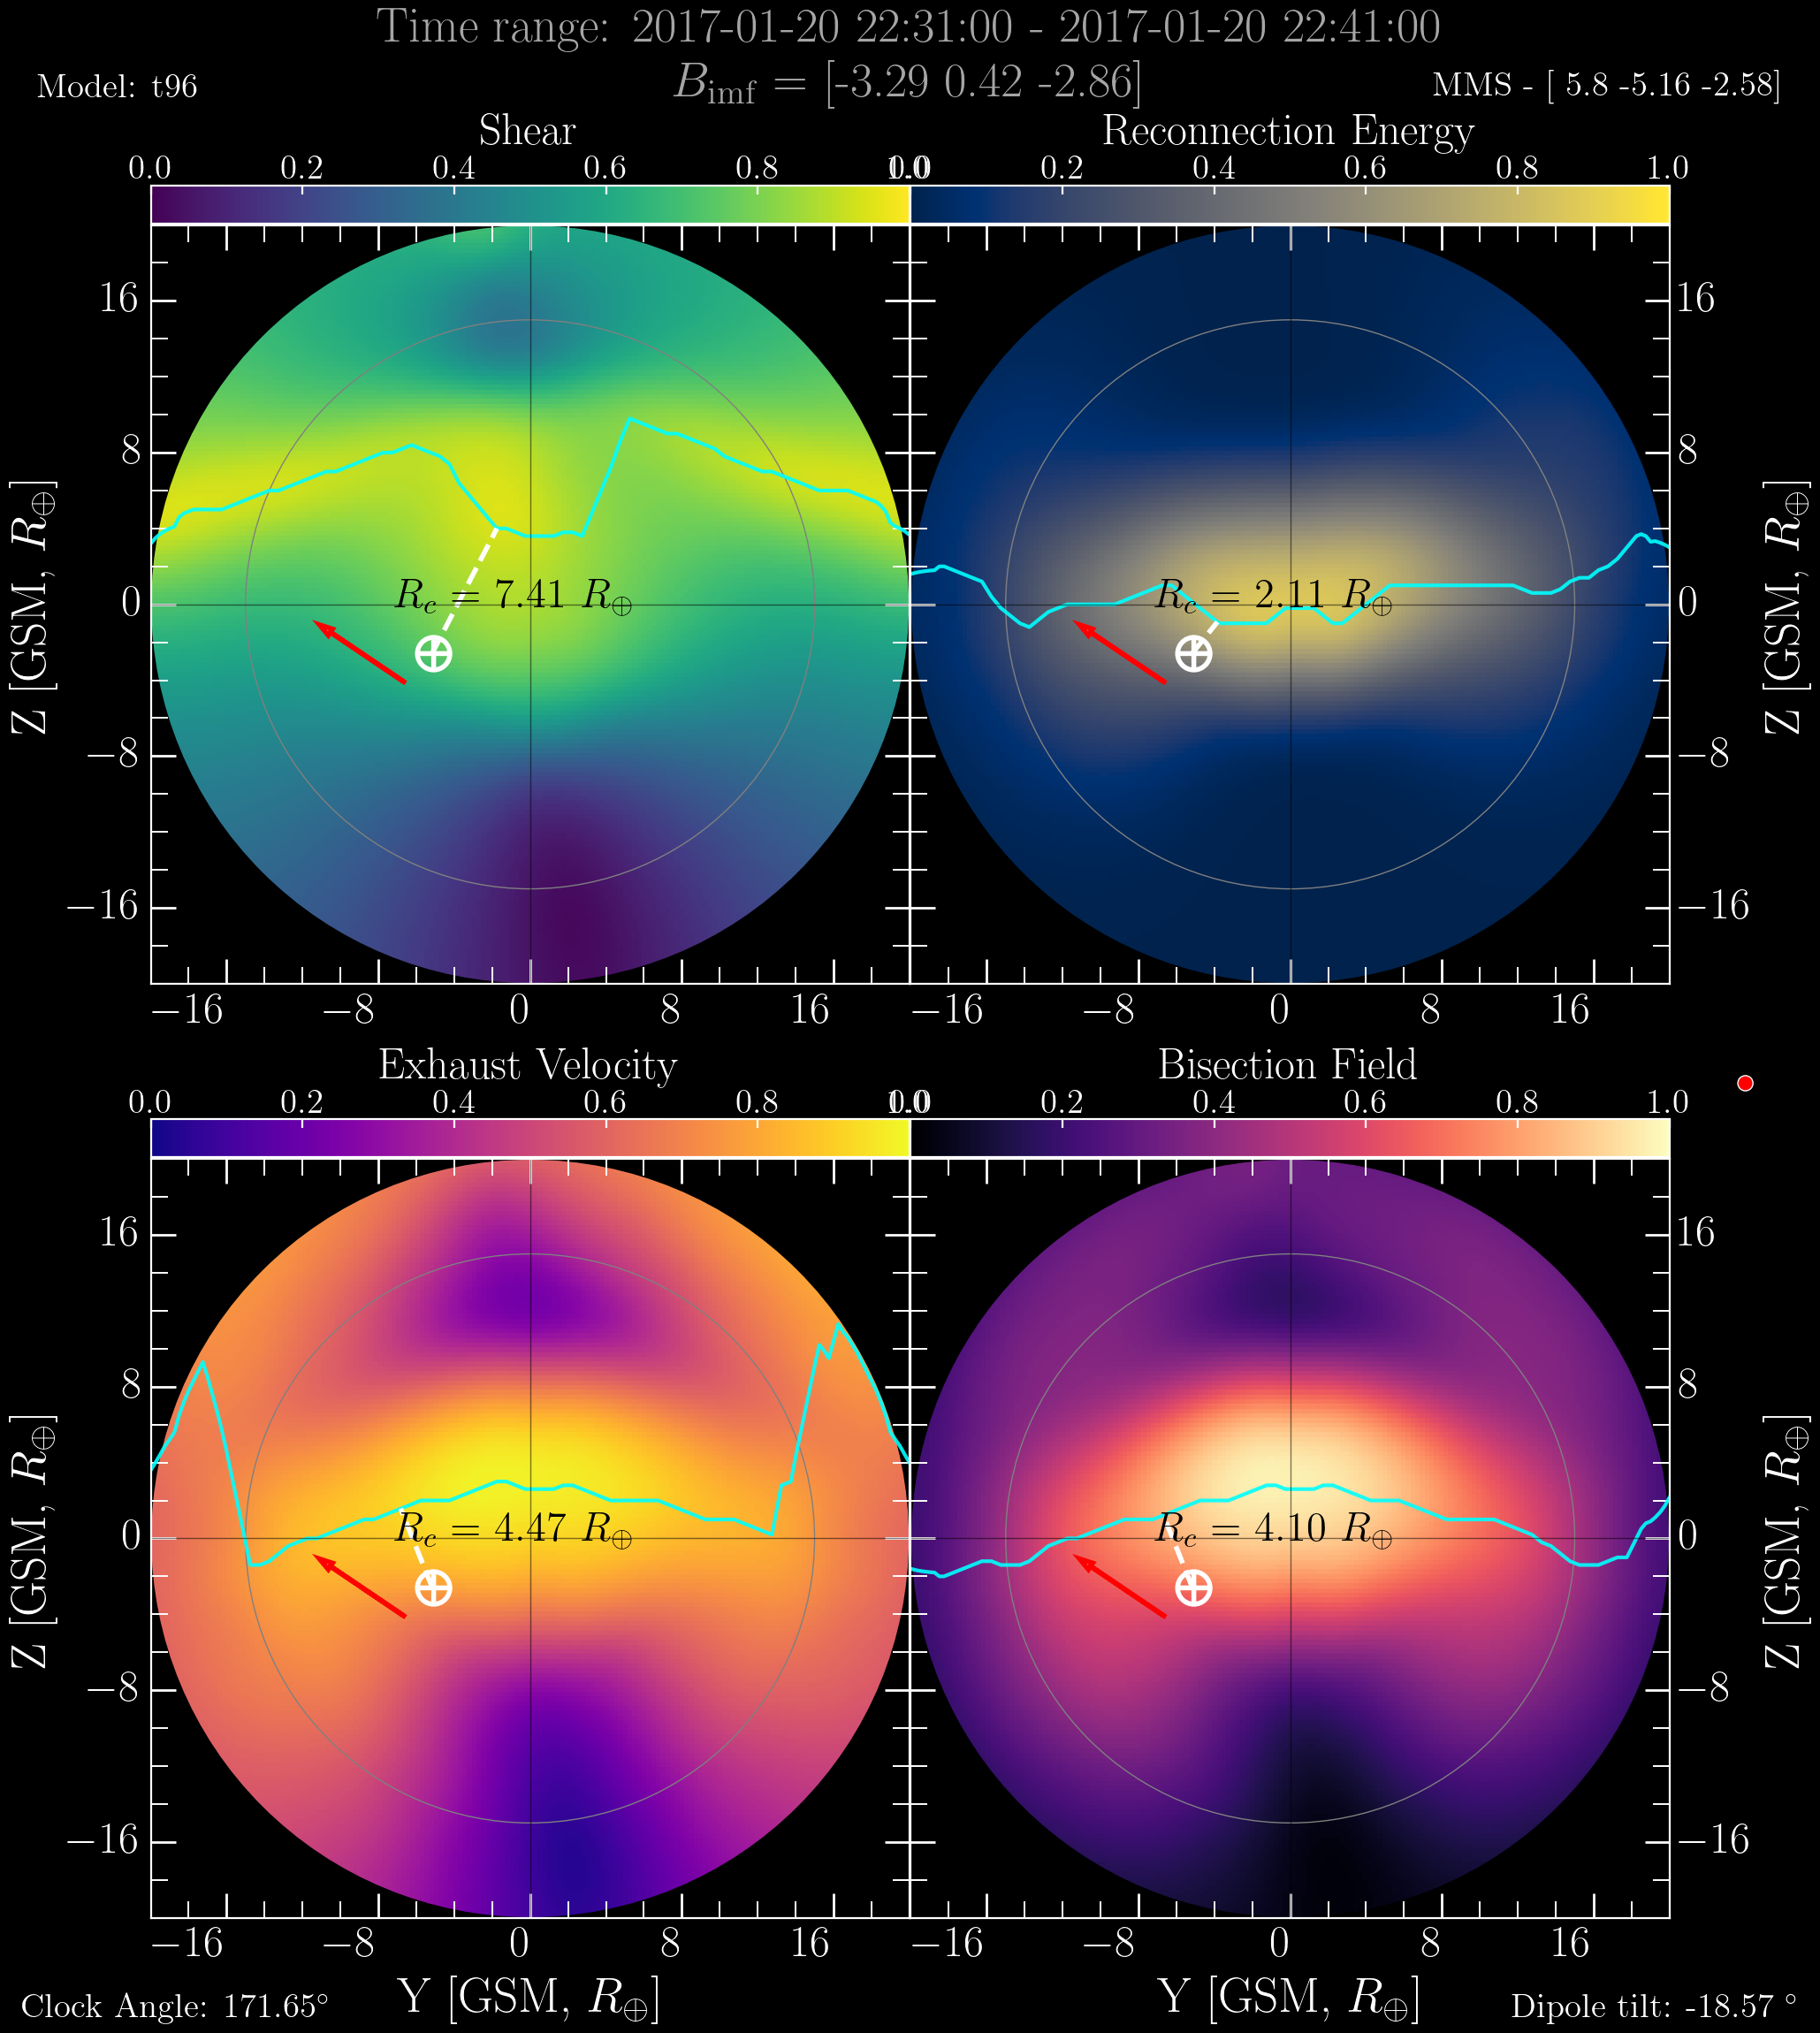 Time range: 2017-01-20 22:31:00 - 2017-01-20 22:41:00
Model: t96
B_imf = [-3.29 0.42 -2.86]
MMS - [ 5.8 -5.16 -2.58]
Shear
Reconnection Energy
0.0 0.2 0.4 0.6 0.8 1.0
0.0 0.2 0.4 0.6 0.8 1.0
16 8 0 −8 −16
Z [GSM, R⊕]
R_c = 7.41 R⊕
R_c = 2.11 R⊕
16 8 0 −8 −16
Z [GSM, R⊕]
−16 −8 0 8 16
−16 −8 0 8 16
Exhaust Velocity
Bisection Field
0.0 0.2 0.4 0.6 0.8 1.0
0.0 0.2 0.4 0.6 0.8 1.0
16 8 0 −8 −16
Z [GSM, R⊕]
R_c = 4.47 R⊕
R_c = 4.10 R⊕
16 8 0 −8 −16
Z [GSM, R⊕]
−16 −8 0 8 16
−16 −8 0 8 16
Y [GSM, R⊕]
Y [GSM, R⊕]
Clock Angle: 171.65°
Dipole tilt: -18.57 °